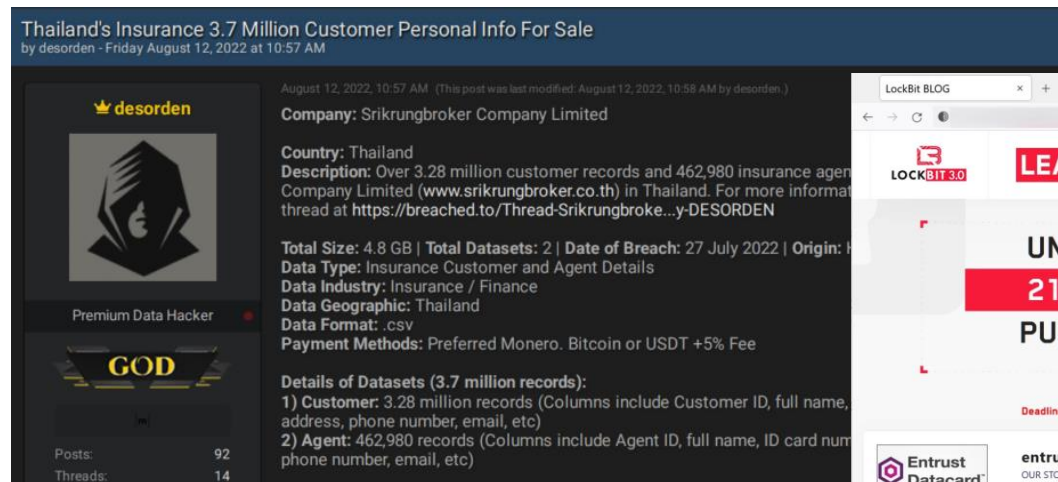 Thailand's Insurance 3.7 Million Customer Personal Info For Sale
by desorden - Friday August 12, 2022 at 10:57 AM
desorden
Premium Data Hacker
GOD
Posts: 92
Threads: 14
August 12, 2022, 10:57 AM (This post was last modified: August 12, 2022, 10:58 AM by desorden.)
Company: Srikrungbroker Company Limited
Country: Thailand
Description: Over 3.28 million customer records and 462,980 insurance agen
Company Limited (www.srikrungbroker.co.th) in Thailand. For more informat
thread at https://breached.to/Thread-Srikrungbroke...y-DESORDEN
Total Size: 4.8 GB | Total Datasets: 2 | Date of Breach: 27 July 2022 | Origin:
Data Type: Insurance Customer and Agent Details
Data Industry: Insurance / Finance
Data Geographic: Thailand
Data Format: .csv
Payment Methods: Preferred Monero. Bitcoin or USDT +5% Fee
Details of Datasets (3.7 million records):
1) Customer: 3.28 million records (Columns include Customer ID, full name,
address, phone number, email, etc)
2) Agent: 462,980 records (Columns include Agent ID, full name, ID card num
phone number, email, etc)
LockBit BLOG
LOCKBIT 3.0
LEA
UN
21
PU
Deadlin
Entrust
Datacard
entru
OUR STO